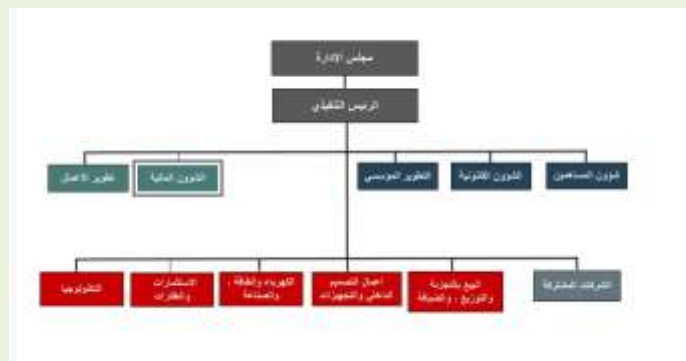 مجلس الإدارة
الرئيس التنفيذي
شؤون المساهمين
الشؤون القانونية
التطوير المؤسسي
الشؤون المالية
تطوير الاعمال
الشركات المشتركة
البيع بالتجزئة
والتوزيع ، والضيافة
أعمال التصميم
الداخلي والتجهيزات
الكهرباء والطاقة ،
والصناعة
الاستثمارات
والعقارات
التكنولوجيا